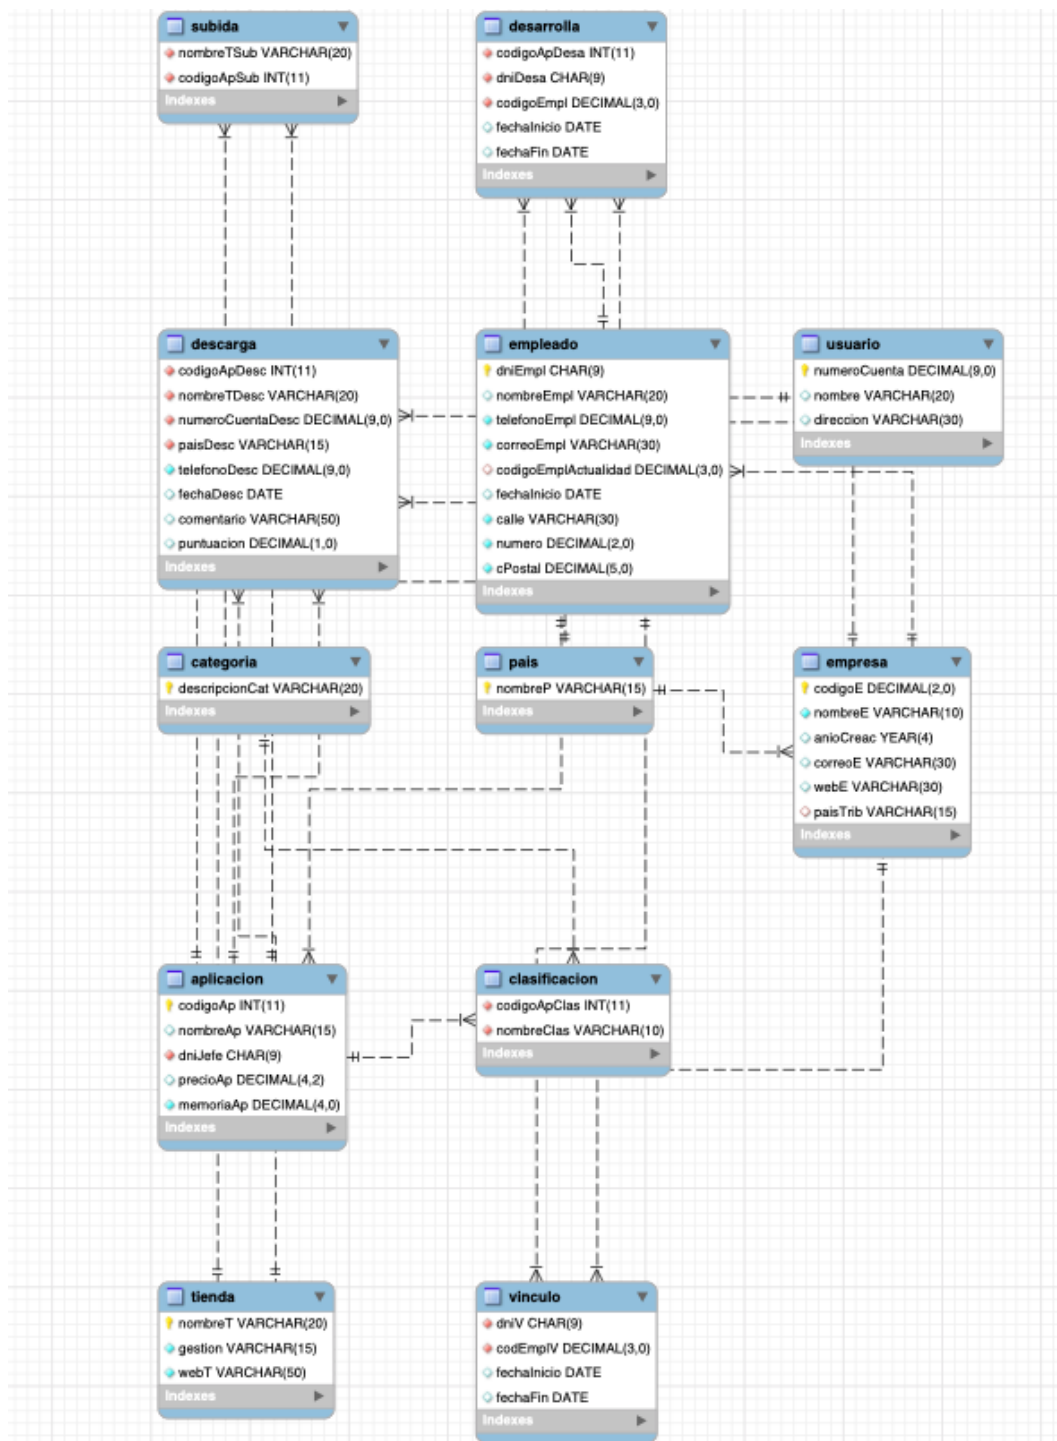 subida
nombreTSub VARCHAR(20)
codigoApSub INT(11)
Indexes
desarrolla
codigoApDesa INT(11)
dniDesa CHAR(9)
codigoEmpl DECIMAL(3,0)
fechaInicio DATE
fechaFin DATE
Indexes
descarga
codigoApDesc INT(11)
nombreTDesc VARCHAR(20)
numeroCuentaDesc DECIMAL(9,0)
paisDesc VARCHAR(15)
telefonoDesc DECIMAL(9,0)
fechaDesc DATE
comentario VARCHAR(50)
puntuacion DECIMAL(1,0)
Indexes
empleado
dniEmpl CHAR(9)
nombreEmpl VARCHAR(20)
telefonoEmpl DECIMAL(9,0)
correoEmpl VARCHAR(30)
codigoEmplActualidad DECIMAL(3,0)
fechaInicio DATE
calle VARCHAR(30)
numero DECIMAL(2,0)
cPostal DECIMAL(5,0)
Indexes
usuario
numeroCuenta DECIMAL(9,0)
nombre VARCHAR(20)
direccion VARCHAR(30)
Indexes
categoria
descripcionCat VARCHAR(20)
Indexes
pais
nombreP VARCHAR(15)
Indexes
empresa
codigoE DECIMAL(2,0)
nombreE VARCHAR(10)
anioCreac YEAR(4)
correoE VARCHAR(30)
webE VARCHAR(30)
paisTrib VARCHAR(15)
Indexes
aplicacion
codigoAp INT(11)
nombreAp VARCHAR(15)
dniJefe CHAR(9)
precioAp DECIMAL(4,2)
memoriaAp DECIMAL(4,0)
Indexes
clasificacion
codigoApClas INT(11)
nombreClas VARCHAR(10)
Indexes
tienda
nombreT VARCHAR(20)
gestion VARCHAR(15)
webT VARCHAR(50)
Indexes
vinculo
dniV CHAR(9)
codEmplV DECIMAL(3,0)
fechaInicio DATE
fechaFin DATE
Indexes